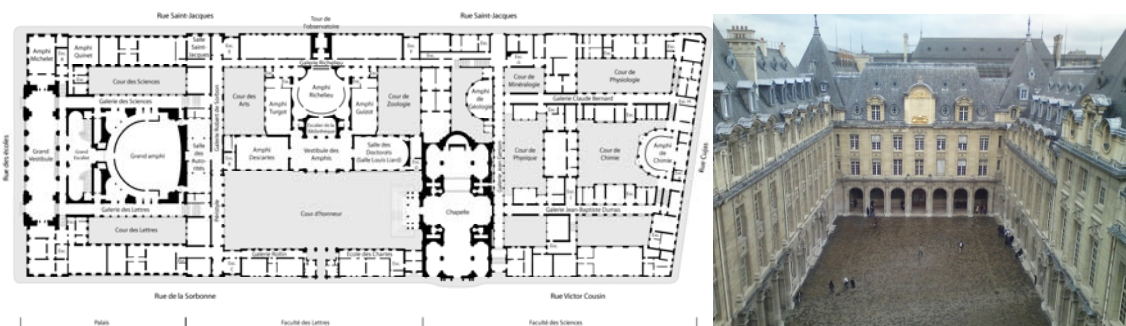 Rue Saint-Jacques
Tour de
l'observatoire
Rue Saint-Jacques
Amphi
Michelet
Amphi
Quinet
Salle
Saint-
Jacques
Galerie Richelieu
Cour des Sciences
Cour des
Arts
Amphi
Richelieu
Amphi
Turgot
Amphi
Guizot
Cour de
Zoologie
Amphi
de
Géologie
Cour de
Minéralogie
Cour de
Physiologie
Galerie des Sciences
Galerie Robert de Sorbon
Galerie Claude Bernard
Escalier de la
Bibliothèque
Rue des écoles
Grand
Vestibule
Grand
Escalier
Grand amphi
Salle
des
Amphi
Descartes
Vestibule des
Amphis
Salle des
Doctorats
(Salle Louis Liard)
Cour de
Physique
Cour de
Chimie
Amphi
de
Chimie
Rue Cujas
Galerie des Lettres
Cour des Lettres
Cour d'honneur
Chapelle
Galerie Jean-Baptiste Dumas
Galerie Rollin
Ecole des Chartes
Rue de la Sorbonne
Rue Victor Cousin
Palais
Faculté des Lettres
Faculté des Sciences